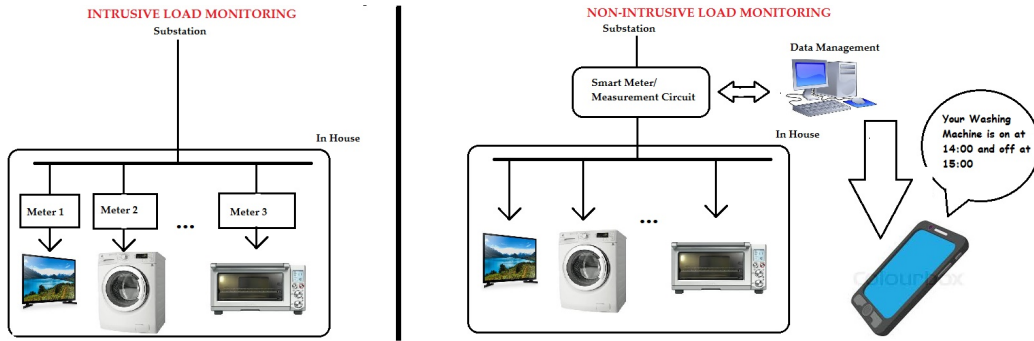 INTRUSIVE LOAD MONITORING
Substation
In House
Meter 1
Meter 2
...
Meter 3
NON-INTRUSIVE LOAD MONITORING
Substation
Smart Meter/
Measurement Circuit
Data Management
In House
...
Your Washing
Machine is on at
14:00 and off at
15:00
colourbox